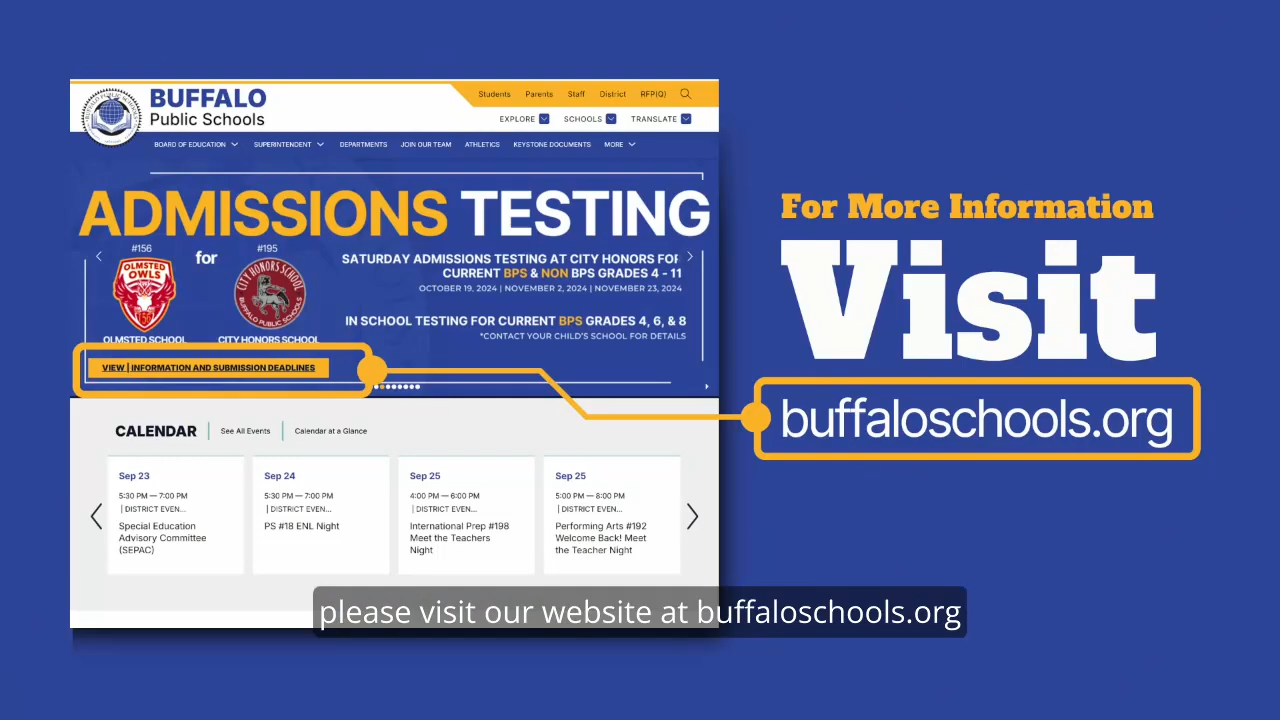 BUFFALO
Public Schools
Students Parents Staff District RFP(Q)
EXPLORE SCHOOLS TRANSLATE
BOARD OF EDUCATION SUPERINTENDENT DEPARTMENTS JOIN OUR TEAM ATHLETICS KEYSTONE DOCUMENTS MORE
ADMISSIONS TESTING
#156 for #195
OLMSTED OWLS
156
CITY HONORS SCHOOL
BUFFALO PUBLIC SCHOOLS
OLMSTED SCHOOL CITY HONORS SCHOOL
SATURDAY ADMISSIONS TESTING AT CITY HONORS FOR
CURRENT BPS & NON BPS GRADES 4 - 11
OCTOBER 19, 2024 | NOVEMBER 2, 2024 | NOVEMBER 23, 2024
IN SCHOOL TESTING FOR CURRENT BPS GRADES 4, 6, & 8
*CONTACT YOUR CHILD'S SCHOOL FOR DETAILS
VIEW | INFORMATION AND SUBMISSION DEADLINES
CALENDAR See All Events Calendar at a Glance
Sep 23
5:30 PM — 7:00 PM
| DISTRICT EVEN...
Special Education
Advisory Committee
(SEPAC)
Sep 24
5:30 PM — 7:00 PM
| DISTRICT EVEN...
PS #18 ENL Night
Sep 25
4:00 PM — 6:00 PM
| DISTRICT EVEN...
International Prep #198
Meet the Teachers
Night
Sep 25
5:00 PM — 8:00 PM
| DISTRICT EVEN...
Performing Arts #192
Welcome Back! Meet
the Teacher Night
For More Information
Visit
buffaloschools.org
please visit our website at buffaloschools.org